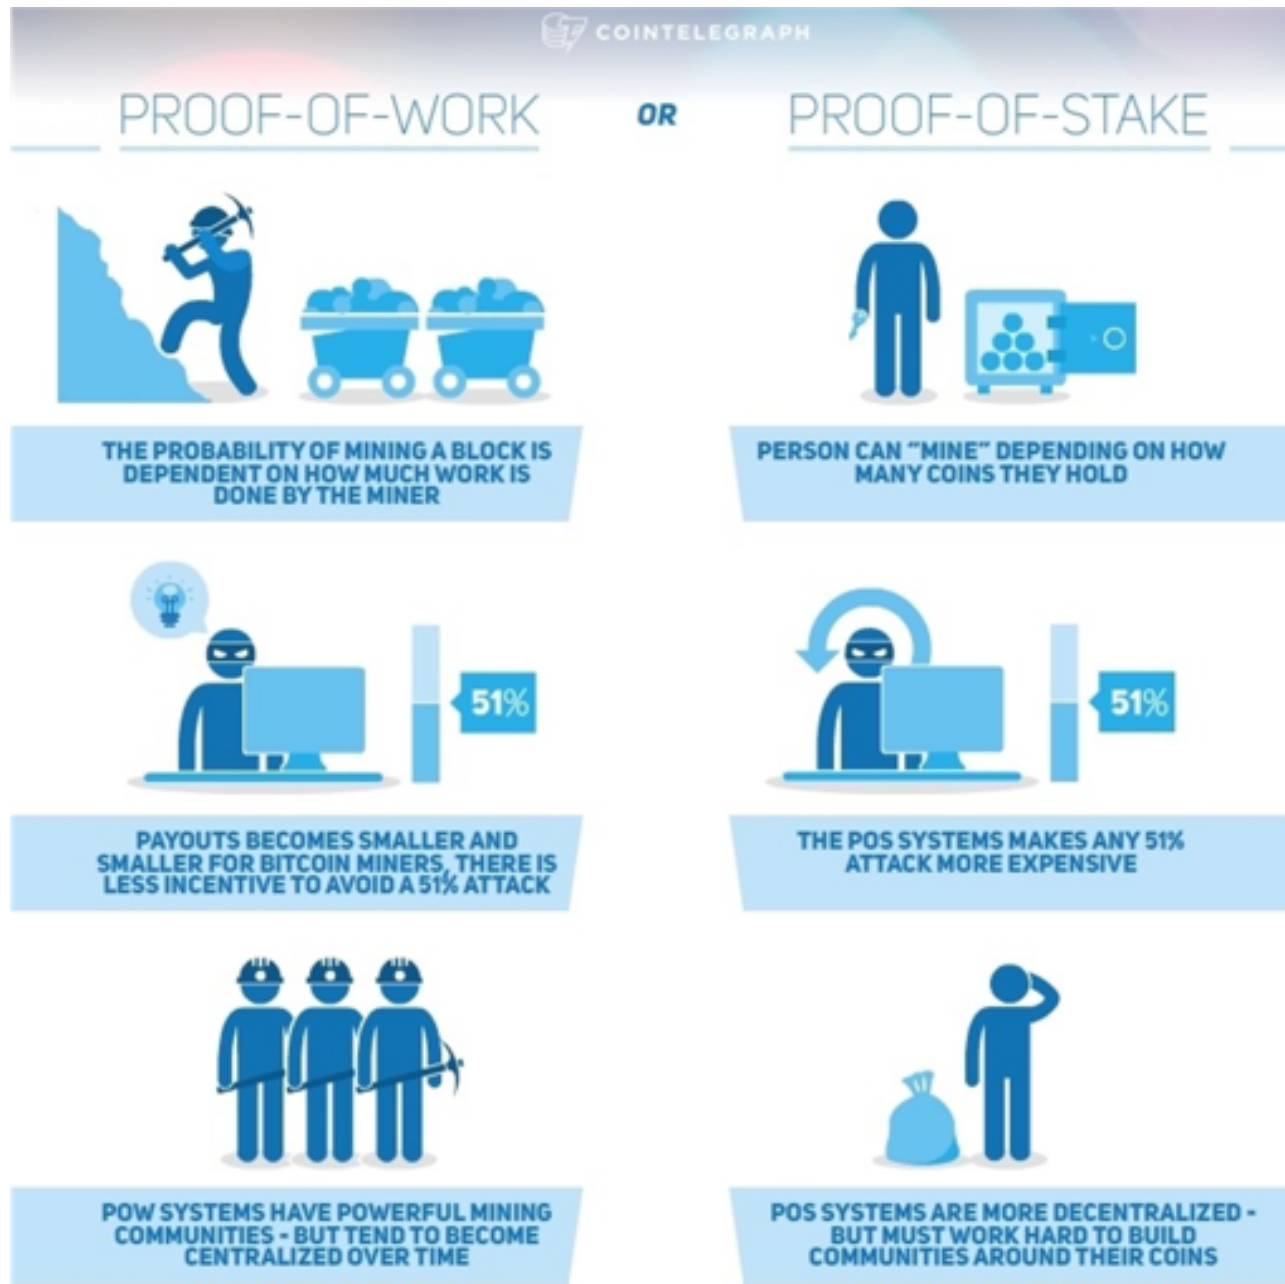 COINTELEGRAPH
PROOF-OF-WORK
OR
PROOF-OF-STAKE
THE PROBABILITY OF MINING A BLOCK IS
DEPENDENT ON HOW MUCH WORK IS
DONE BY THE MINER
PERSON CAN "MINE" DEPENDING ON HOW
MANY COINS THEY HOLD
51%
51%
PAYOUTS BECOMES SMALLER AND
SMALLER FOR BITCOIN MINERS, THERE IS
LESS INCENTIVE TO AVOID A 51% ATTACK
THE POS SYSTEMS MAKES ANY 51%
ATTACK MORE EXPENSIVE
POW SYSTEMS HAVE POWERFUL MINING
COMMUNITIES - BUT TEND TO BECOME
CENTRALIZED OVER TIME
POS SYSTEMS ARE MORE DECENTRALIZED -
BUT MUST WORK HARD TO BUILD
COMMUNITIES AROUND THEIR COINS